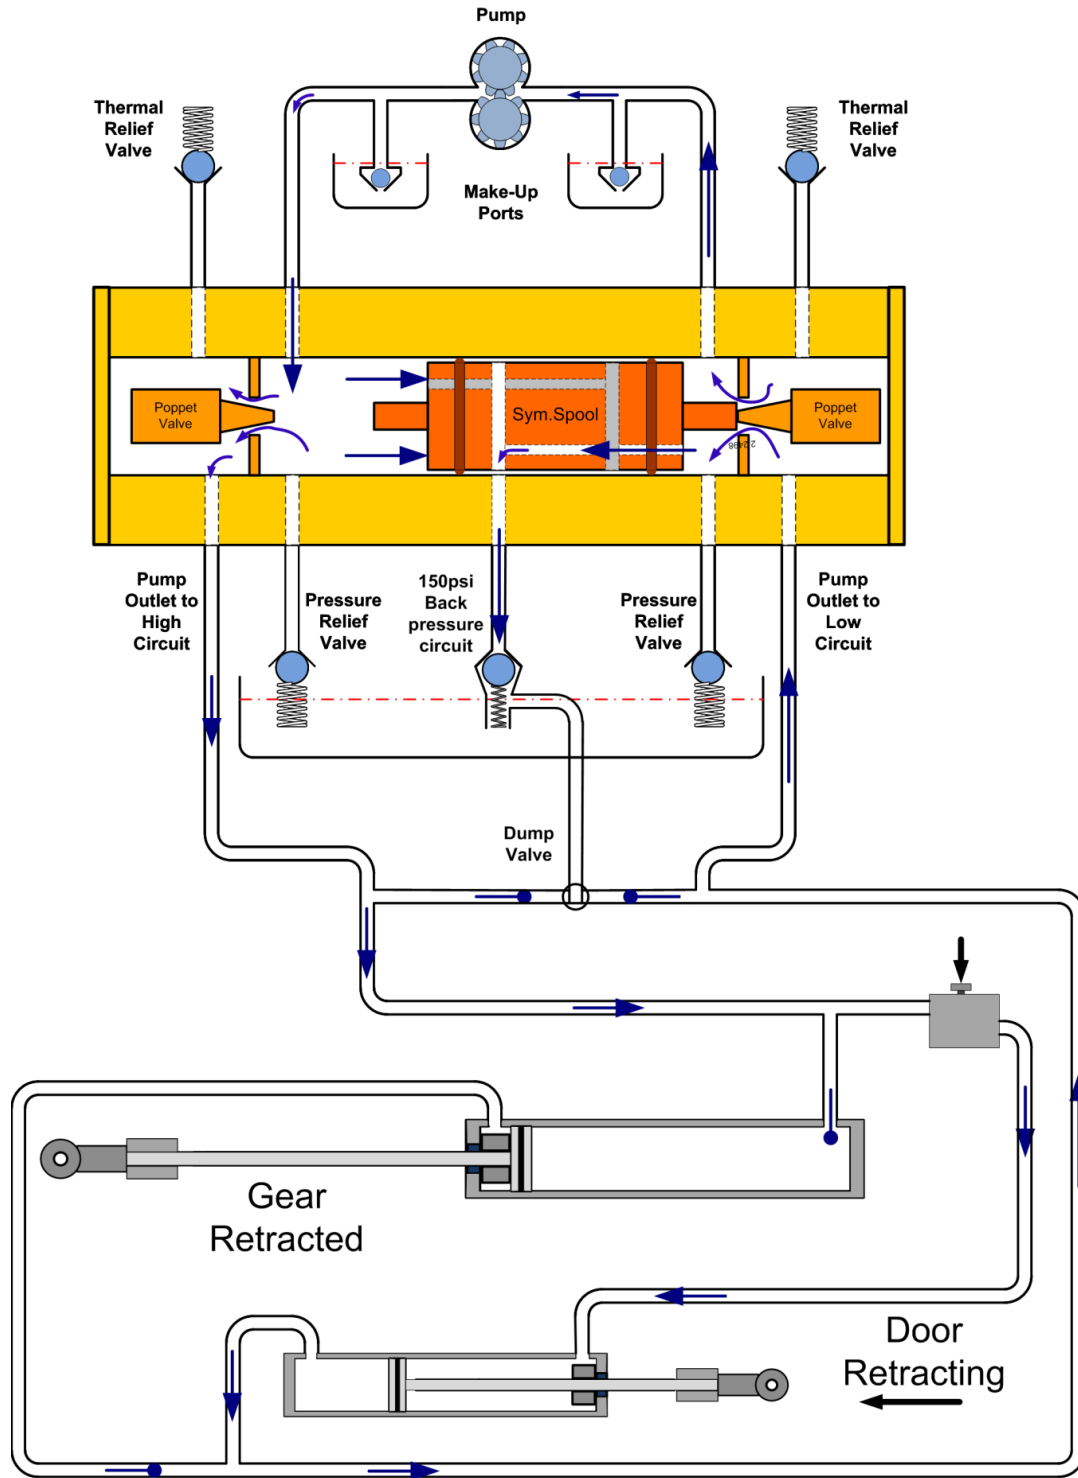 Pump
Thermal
Relief
Valve
Thermal
Relief
Valve
Make-Up
Ports
Poppet
Valve
Sym.Spool
2.2498
Poppet
Valve
Pump
Outlet to
High
Circuit
Pressure
Relief
Valve
150psi
Back
pressure
circuit
Pressure
Relief
Valve
Pump
Outlet to
Low
Circuit
Dump
Valve
Gear
Retracted
Door
Retracting